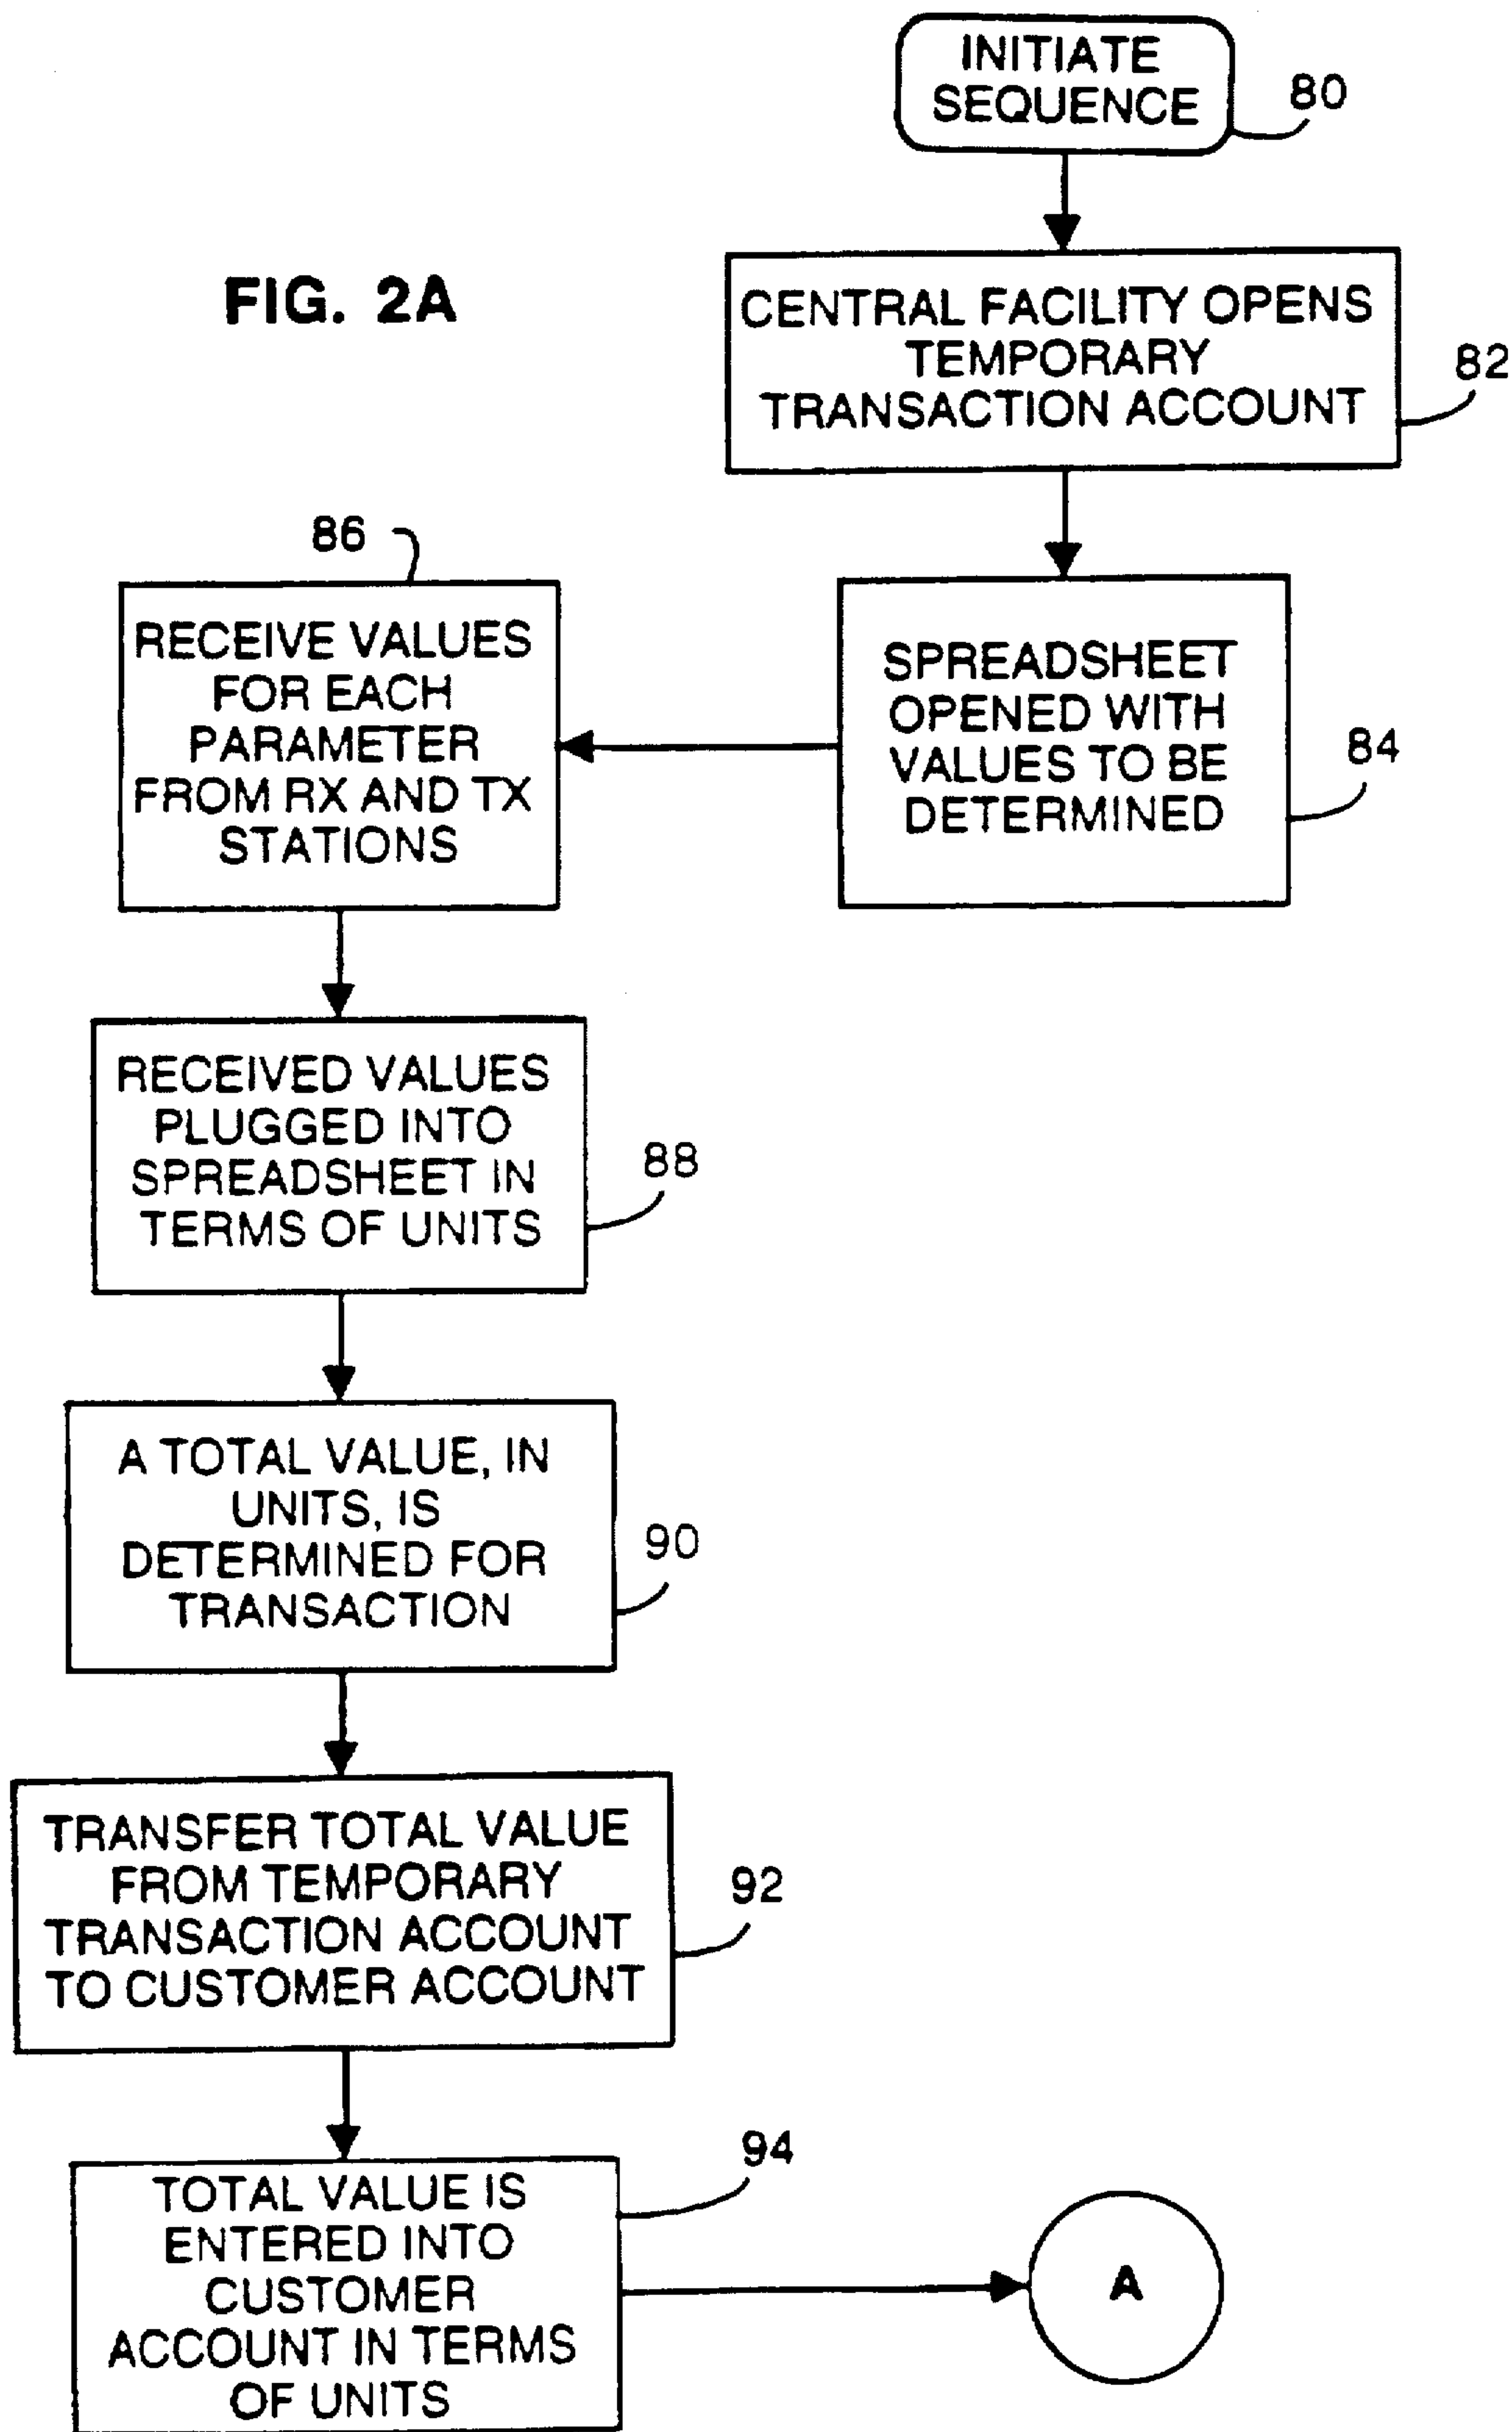 INITIATE
SEQUENCE
80
FIG. 2A
CENTRAL FACILITY OPENS
TEMPORARY
TRANSACTION ACCOUNT
82
86
RECEIVE VALUES
FOR EACH
PARAMETER
FROM RX AND TX
STATIONS
SPREADSHEET
OPENED WITH
VALUES TO BE
DETERMINED
84
RECEIVED VALUES
PLUGGED INTO
SPREADSHEET IN
TERMS OF UNITS
88
A TOTAL VALUE, IN
UNITS, IS
DETERMINED FOR
TRANSACTION
90
TRANSFER TOTAL VALUE
FROM TEMPORARY
TRANSACTION ACCOUNT
TO CUSTOMER ACCOUNT
92
94
TOTAL VALUE IS
ENTERED INTO
CUSTOMER
ACCOUNT IN TERMS
OF UNITS
A